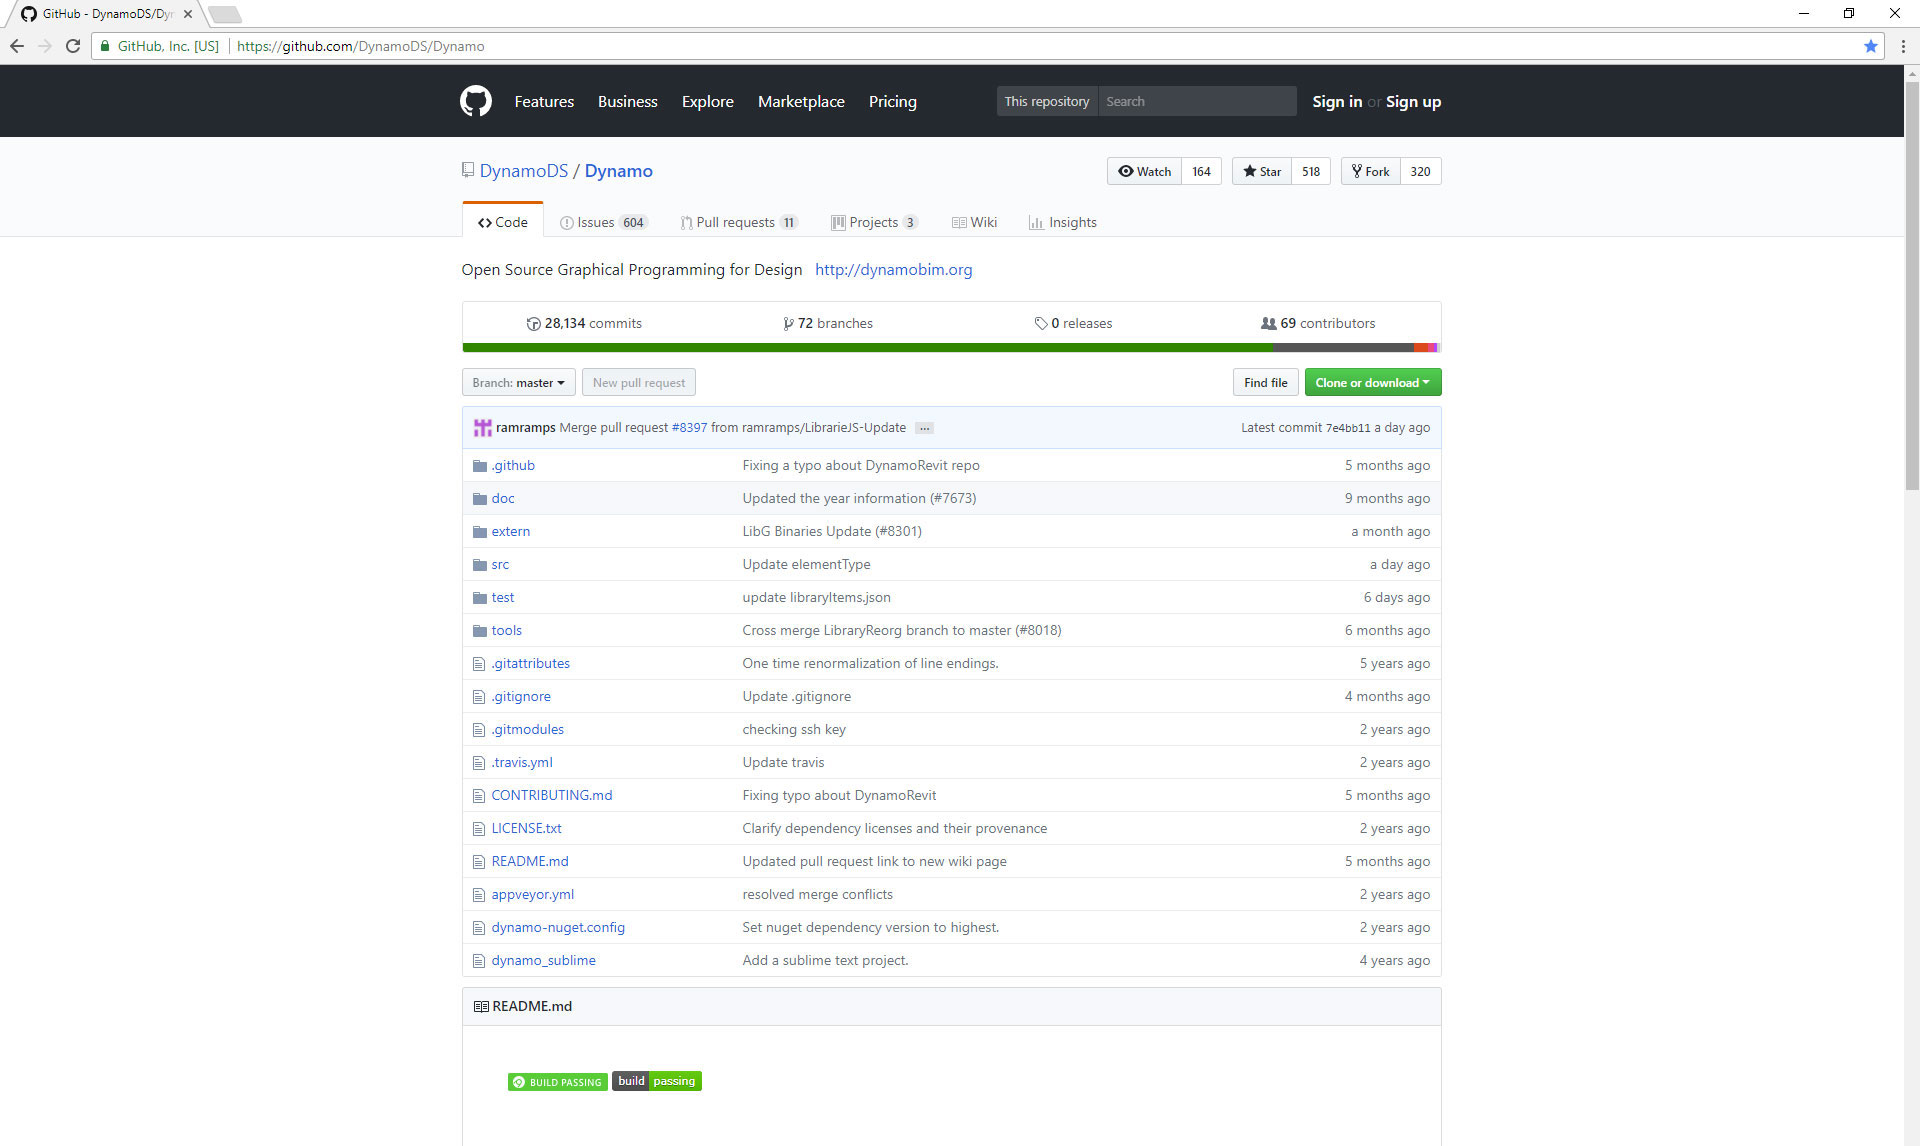 GitHub - DynamoDS/Dyn
GitHub, Inc. [US] https://github.com/DynamoDS/Dynamo
Features Business Explore Marketplace Pricing This repository Search Sign in or Sign up
DynamoDS / Dynamo Watch 164 Star 518 Fork 320
Code Issues 604 Pull requests 11 Projects 3 Wiki Insights
Open Source Graphical Programming for Design http://dynamobim.org
28,134 commits 72 branches 0 releases 69 contributors
Branch: master New pull request Find file Clone or download
ramramps Merge pull request #8397 from ramramps/LibrarieJS-Update … Latest commit 7e4bb11 a day ago
.github Fixing a typo about DynamoRevit repo 5 months ago
doc Updated the year information (#7673) 9 months ago
extern LibG Binaries Update (#8301) a month ago
src Update elementType a day ago
test update libraryItems.json 6 days ago
tools Cross merge LibraryReorg branch to master (#8018) 6 months ago
.gitattributes One time renormalization of line endings. 5 years ago
.gitignore Update .gitignore 4 months ago
.gitmodules checking ssh key 2 years ago
.travis.yml Update travis 2 years ago
CONTRIBUTING.md Fixing typo about DynamoRevit 5 months ago
LICENSE.txt Clarify dependency licenses and their provenance 2 years ago
README.md Updated pull request link to new wiki page 5 months ago
appveyor.yml resolved merge conflicts 2 years ago
dynamo-nuget.config Set nuget dependency version to highest. 2 years ago
dynamo_sublime Add a sublime text project. 4 years ago
README.md
BUILD PASSING build passing